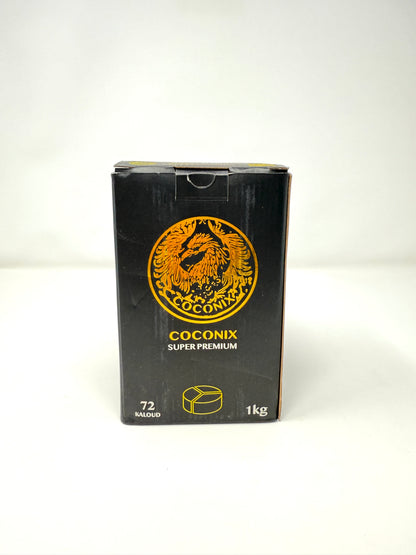 COCONIX
COCONIX
SUPER PREMIUM
72
KALOUD
1kg